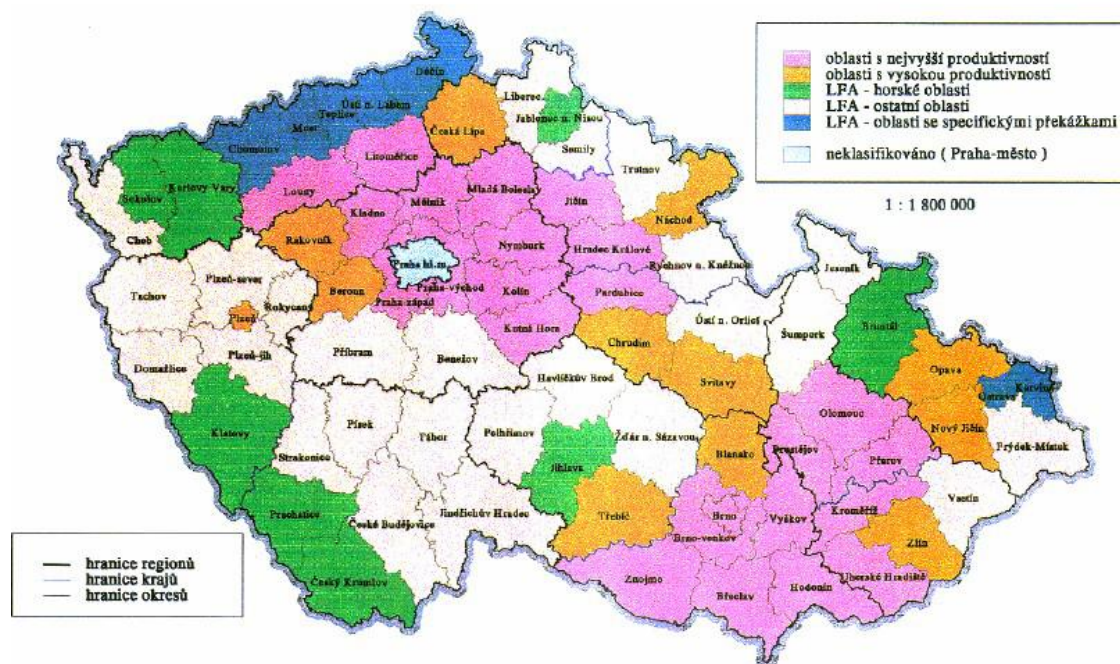 oblasti s nejvyšší produktivností
oblasti s vysokou produktivností
LFA - horské oblasti
LFA - ostatní oblasti
LFA - oblasti se specifickými překážkami
neklasifikováno ( Praha-město )
1 : 1 800 000
Děčín
Ústí n. Labem
Teplice
Most
Chomutov
Liberec
Jablonec n. Nisou
Česká Lípa
Semily
Litoměřice
Trutnov
Louny
Mělník
Mladá Boleslav
Jičín
Náchod
Sokolov
Karlovy Vary
Kladno
Cheb
Rakovník
Nymburk
Hradec Králové
Praha hl.m.
Rychnov n. Kněžnou
Jeseník
Plzeň-sever
Tachov
Rokycany
Beroun
Praha-východ
Kolín
Pardubice
Praha-západ
Plzeň
Kutná Hora
Ústí n. Orlicí
Šumperk
Bruntál
Plzeň-jih
Příbram
Benešov
Chrudim
Domažlice
Havlíčkův Brod
Svitavy
Opava
Karviná
Ostrava
Klatovy
Písek
Tábor
Pelhřimov
Žďár n. Sázavou
Olomouc
Nový Jičín
Strakonice
Jihlava
Blansko
Prostějov
Přerov
Frýdek-Místek
Prachatice
České Budějovice
Jindřichův Hradec
Třebíč
Brno
Vyškov
Kroměříž
Vsetín
Brno-venkov
Zlín
Český Krumlov
Znojmo
Břeclav
Hodonín
Uherské Hradiště
hranice regionů
hranice krajů
hranice okresů